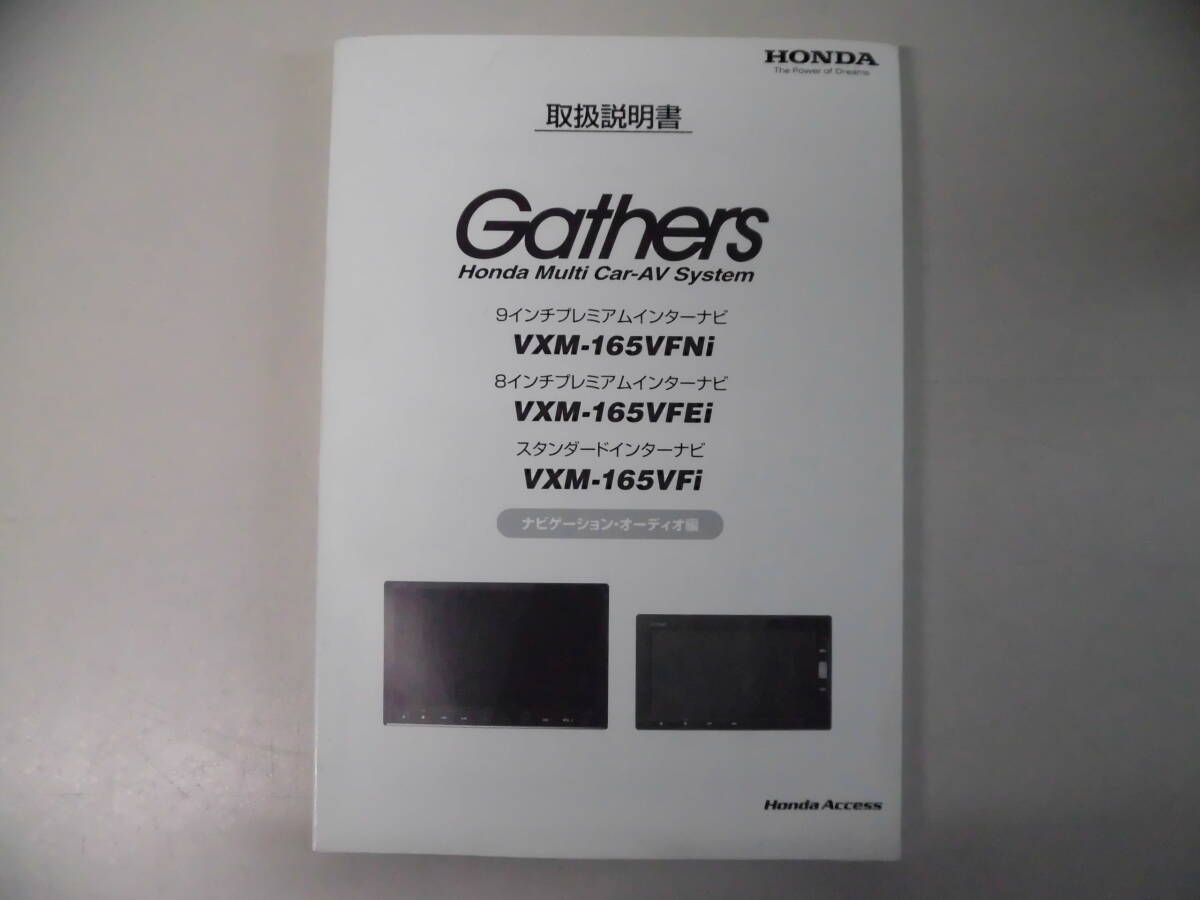 HONDA
The Power of Dreams
取扱説明書
Gathers
Honda Multi Car-AV System
9インチプレミアムインターナビ
VXM-165VFNi
8インチプレミアムインターナビ
VXM-165VFEi
スタンダードインターナビ
VXM-165VFi
ナビゲーション・オーディオ編
Honda Access